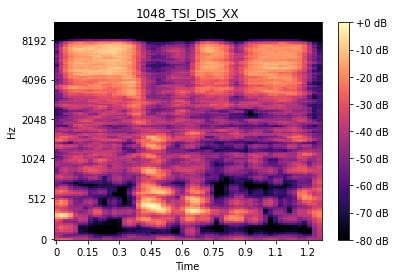 1048_TSI_DIS_XX
8192
4096
2048
1024
512
0
Hz
0 0.15 0.3 0.45 0.6 0.75 0.9 1.1 1.2
Time
+0 dB
-10 dB
-20 dB
-30 dB
-40 dB
-50 dB
-60 dB
-70 dB
-80 dB